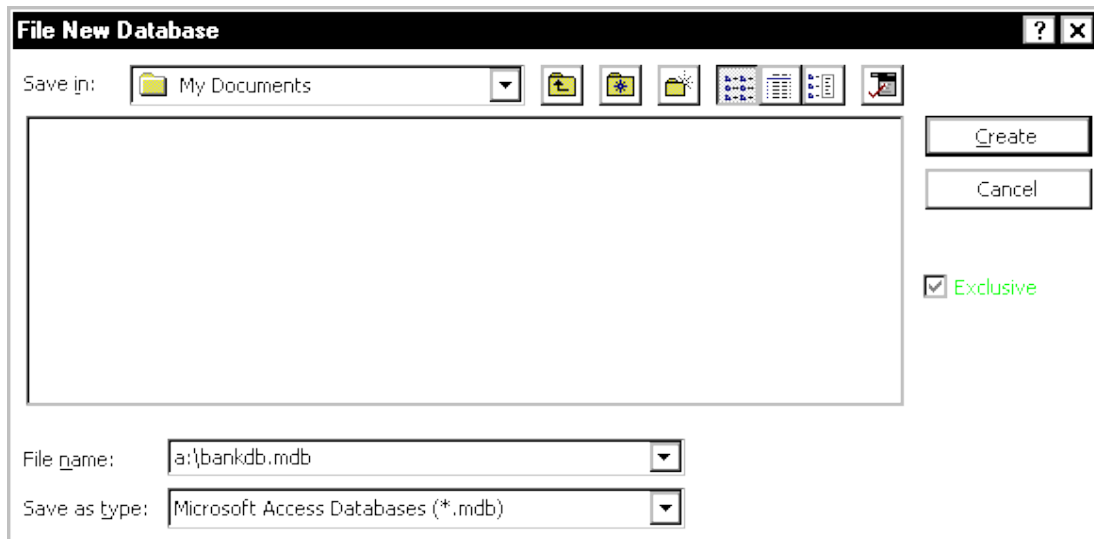 File New Database
Save in:
My Documents
Create
Cancel
Exclusive
File name:
a:\bankdb.mdb
Save as type:
Microsoft Access Databases (*.mdb)